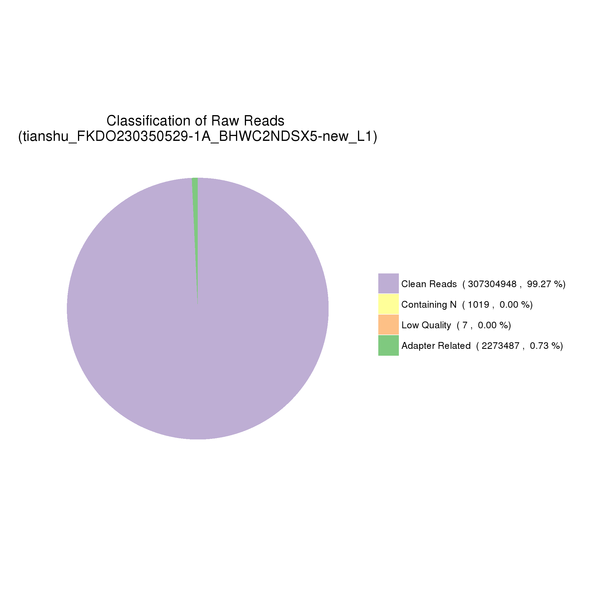 Classification of Raw Reads
(tianshu_FKDO230350529-1A_BHWC2NDSX5-new_L1)
Clean Reads ( 307304948 , 99.27 %)
Containing N ( 1019 , 0.00 %)
Low Quality ( 7 , 0.00 %)
Adapter Related ( 2273487 , 0.73 %)